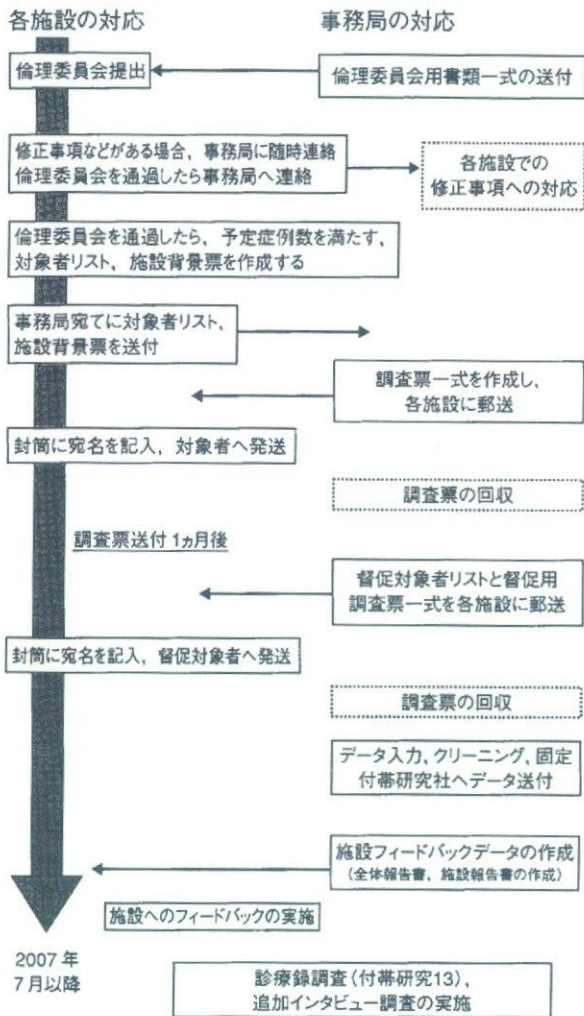 各施設の対応
事務局の対応
倫理委員会提出
倫理委員会用書類一式の送付
修正事項などがある場合，事務局に随時連絡
倫理委員会を通過したら事務局へ連絡
各施設での
修正事項への対応
倫理委員会を通過したら，予定症例数を満たす，
対象者リスト，施設背景票を作成する
事務局宛てに対象者リスト，
施設背景票を送付
調査票一式を作成し，
各施設に郵送
封筒に宛名を記入，対象者へ発送
調査票の回収
調査票送付1ヵ月後
督促対象者リストと督促用
調査票一式を各施設に郵送
封筒に宛名を記入，督促対象者へ発送
調査票の回収
データ入力，クリーニング，固定
付帯研究社へデータ送付
施設フィードバックデータの作成
(全体報告書，施設報告書の作成)
施設へのフィードバックの実施
2007年
7月以降
診療録調査(付帯研究13)，
追加インタビュー調査の実施